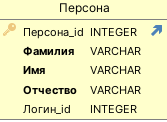 Персона
Персона_id INTEGER
Фамилия VARCHAR
Имя VARCHAR
Отчество VARCHAR
Логин_id INTEGER